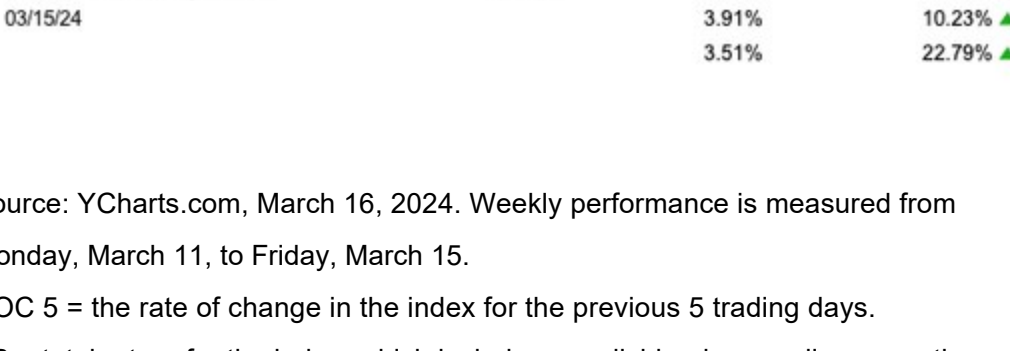 03/15/24 3.91% 10.23%
3.51% 22.79%
ource: YCharts.com, March 16, 2024. Weekly performance is measured from
onday, March 11, to Friday, March 15.
OC 5 = the rate of change in the index for the previous 5 trading days.